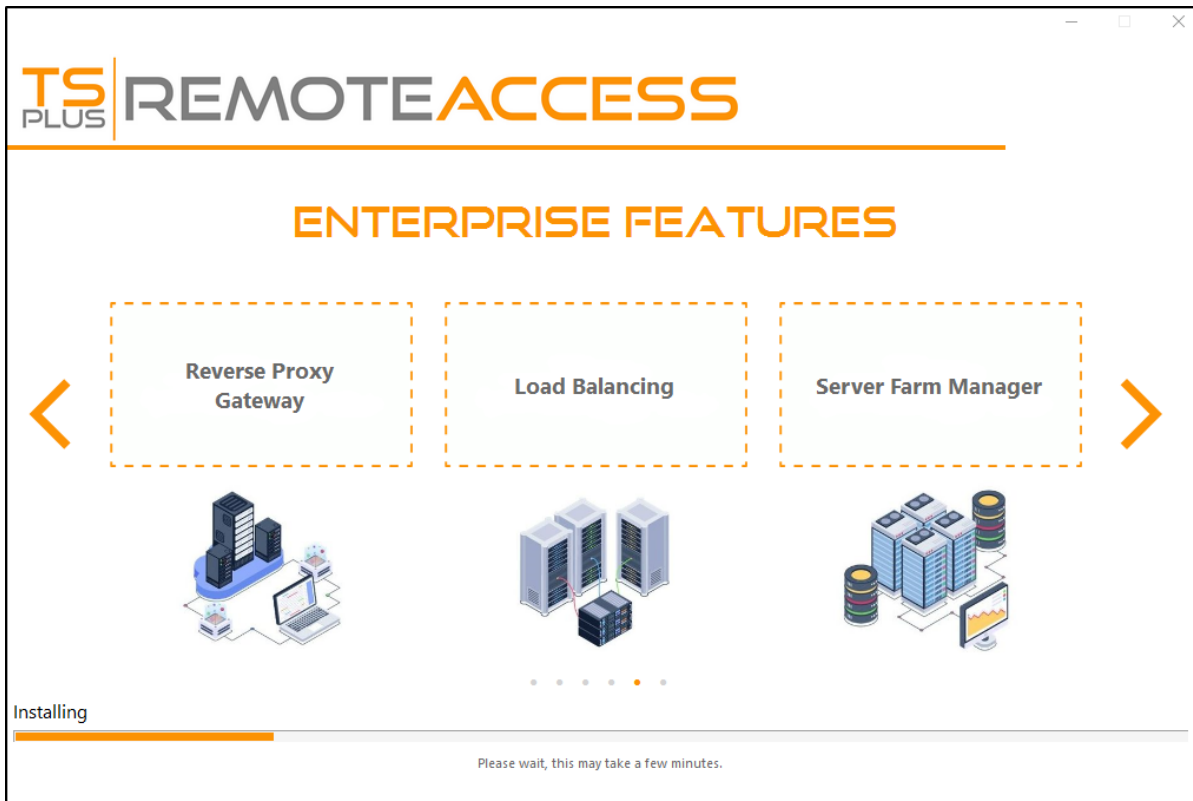 TS
PLUS
REMOTEACCESS
ENTERPRISE FEATURES
Reverse Proxy
Gateway
Load Balancing
Server Farm Manager
Installing
Please wait, this may take a few minutes.